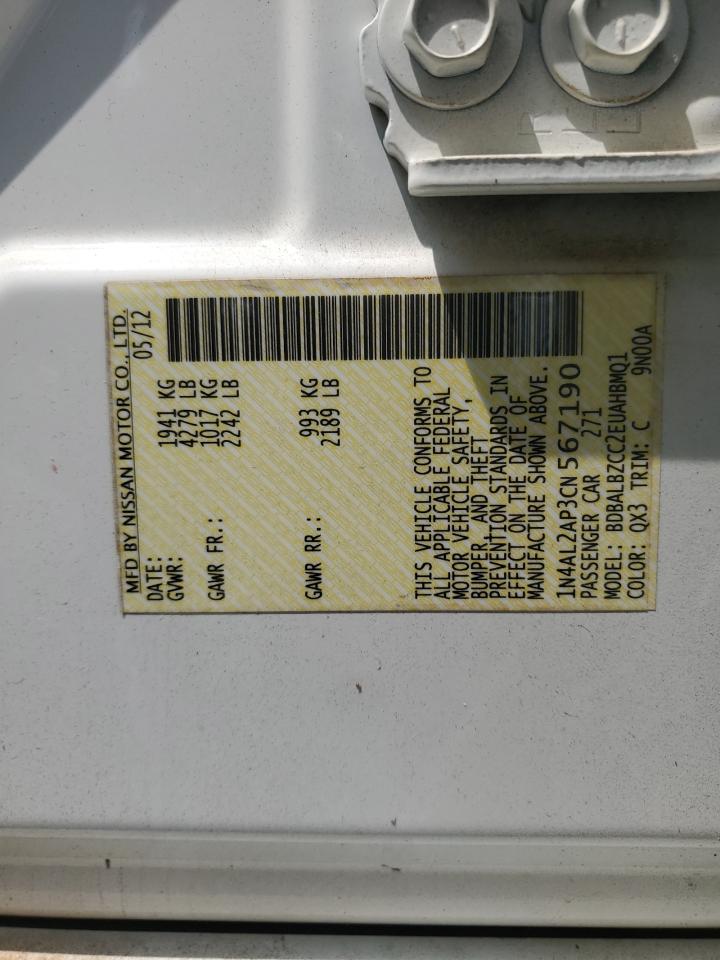 MFD BY NISSAN MOTOR CO., LTD.
DATE: 05/12
GVWR: 1941 KG
4279 LB
GAWR FR.: 1017 KG
2242 LB
GAWR RR.: 993 KG
2189 LB
THIS VEHICLE CONFORMS TO
ALL APPLICABLE FEDERAL
MOTOR VEHICLE SAFETY,
BUMPER, AND THEFT
PREVENTION STANDARDS IN
EFFECT ON THE DATE OF
MANUFACTURE SHOWN ABOVE.
1N4AL2AP3CN567190
PASSENGER CAR 271
MODEL: BDBALBZCC2EUAHBMQ1
COLOR: QX3 TRIM: C 9N00A